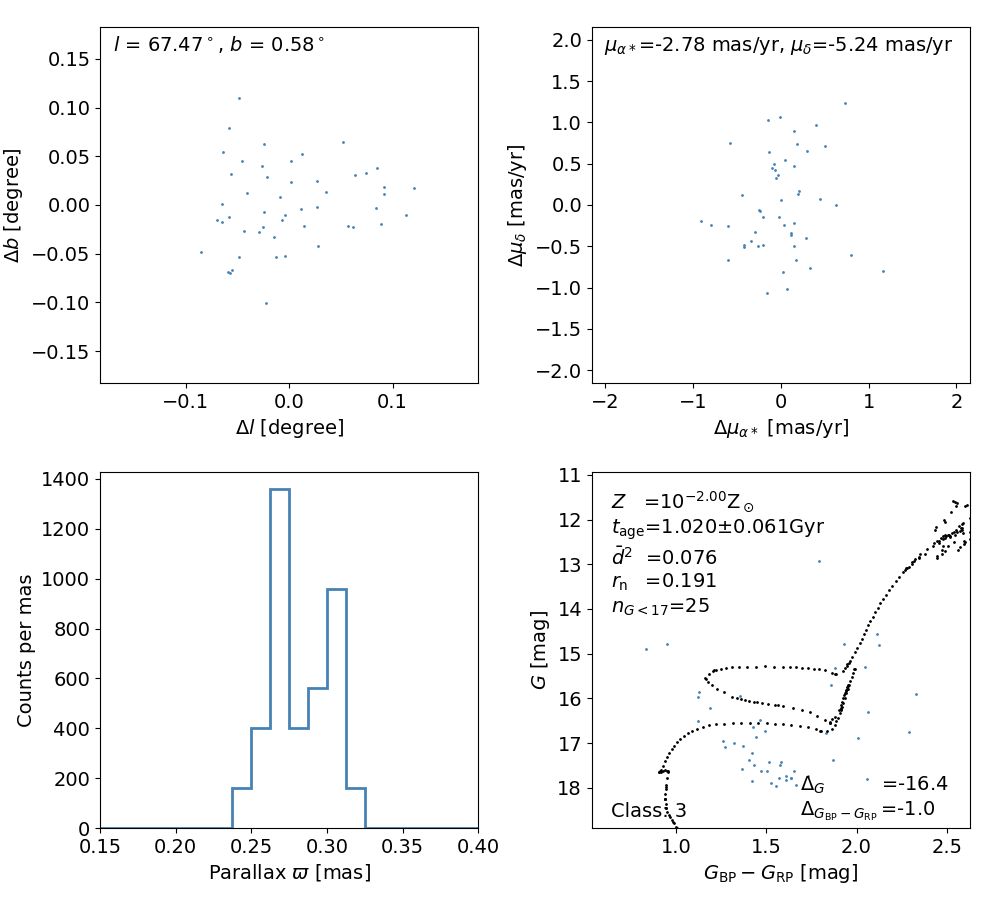 l = 67.47°, b = 0.58°
0.15
0.10
0.05
0.00
−0.05
−0.10
−0.15
Δb [degree]
−0.1
0.0
0.1
Δl [degree]
μα∗=-2.78 mas/yr, μδ=-5.24 mas/yr
2.0
1.5
1.0
0.5
0.0
−0.5
−1.0
−1.5
−2.0
Δμδ [mas/yr]
−2
−1
0
1
2
Δμα∗ [mas/yr]
1400
1200
1000
800
600
400
200
0
Counts per mas
0.15
0.20
0.25
0.30
0.35
0.40
Parallax ϖ [mas]
11
12
13
14
15
16
17
18
G [mag]
Z =10^−2.00 Z⊙
tage=1.020±0.061Gyr
d̄² =0.076
rn =0.191
nG<17=25
ΔG =-16.4
ΔGBP−GRP=-1.0
Class: 3
1.0
1.5
2.0
2.5
GBP − GRP [mag]